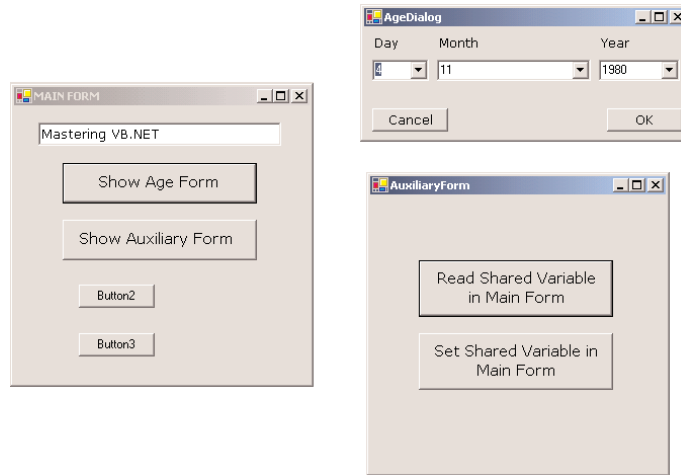 MAIN FORM
Mastering VB.NET
Show Age Form
Show Auxiliary Form
Button2
Button3
AgeDialog
Day Month Year
4 11 1980
Cancel OK
AuxiliaryForm
Read Shared Variable
in Main Form
Set Shared Variable in
Main Form